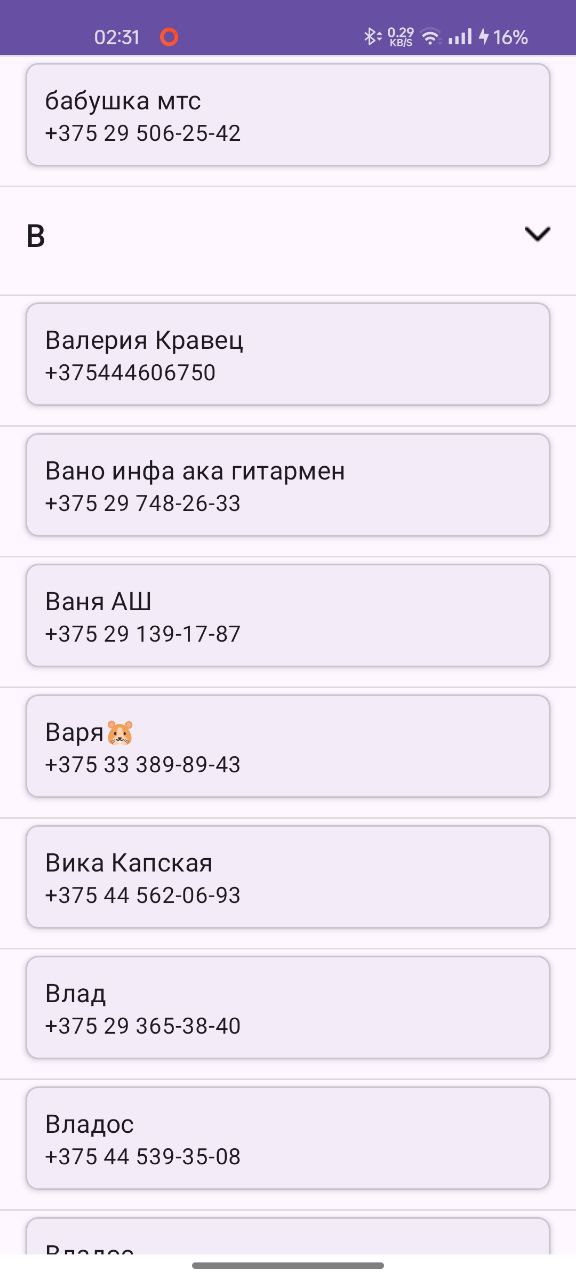 02:31 0.29 KB/S 16%
бабушка мтс
+375 29 506-25-42
В
Валерия Кравец
+375444606750
Вано инфа ака гитармен
+375 29 748-26-33
Ваня АШ
+375 29 139-17-87
Варя🐹
+375 33 389-89-43
Вика Капская
+375 44 562-06-93
Влад
+375 29 365-38-40
Владос
+375 44 539-35-08
Владос